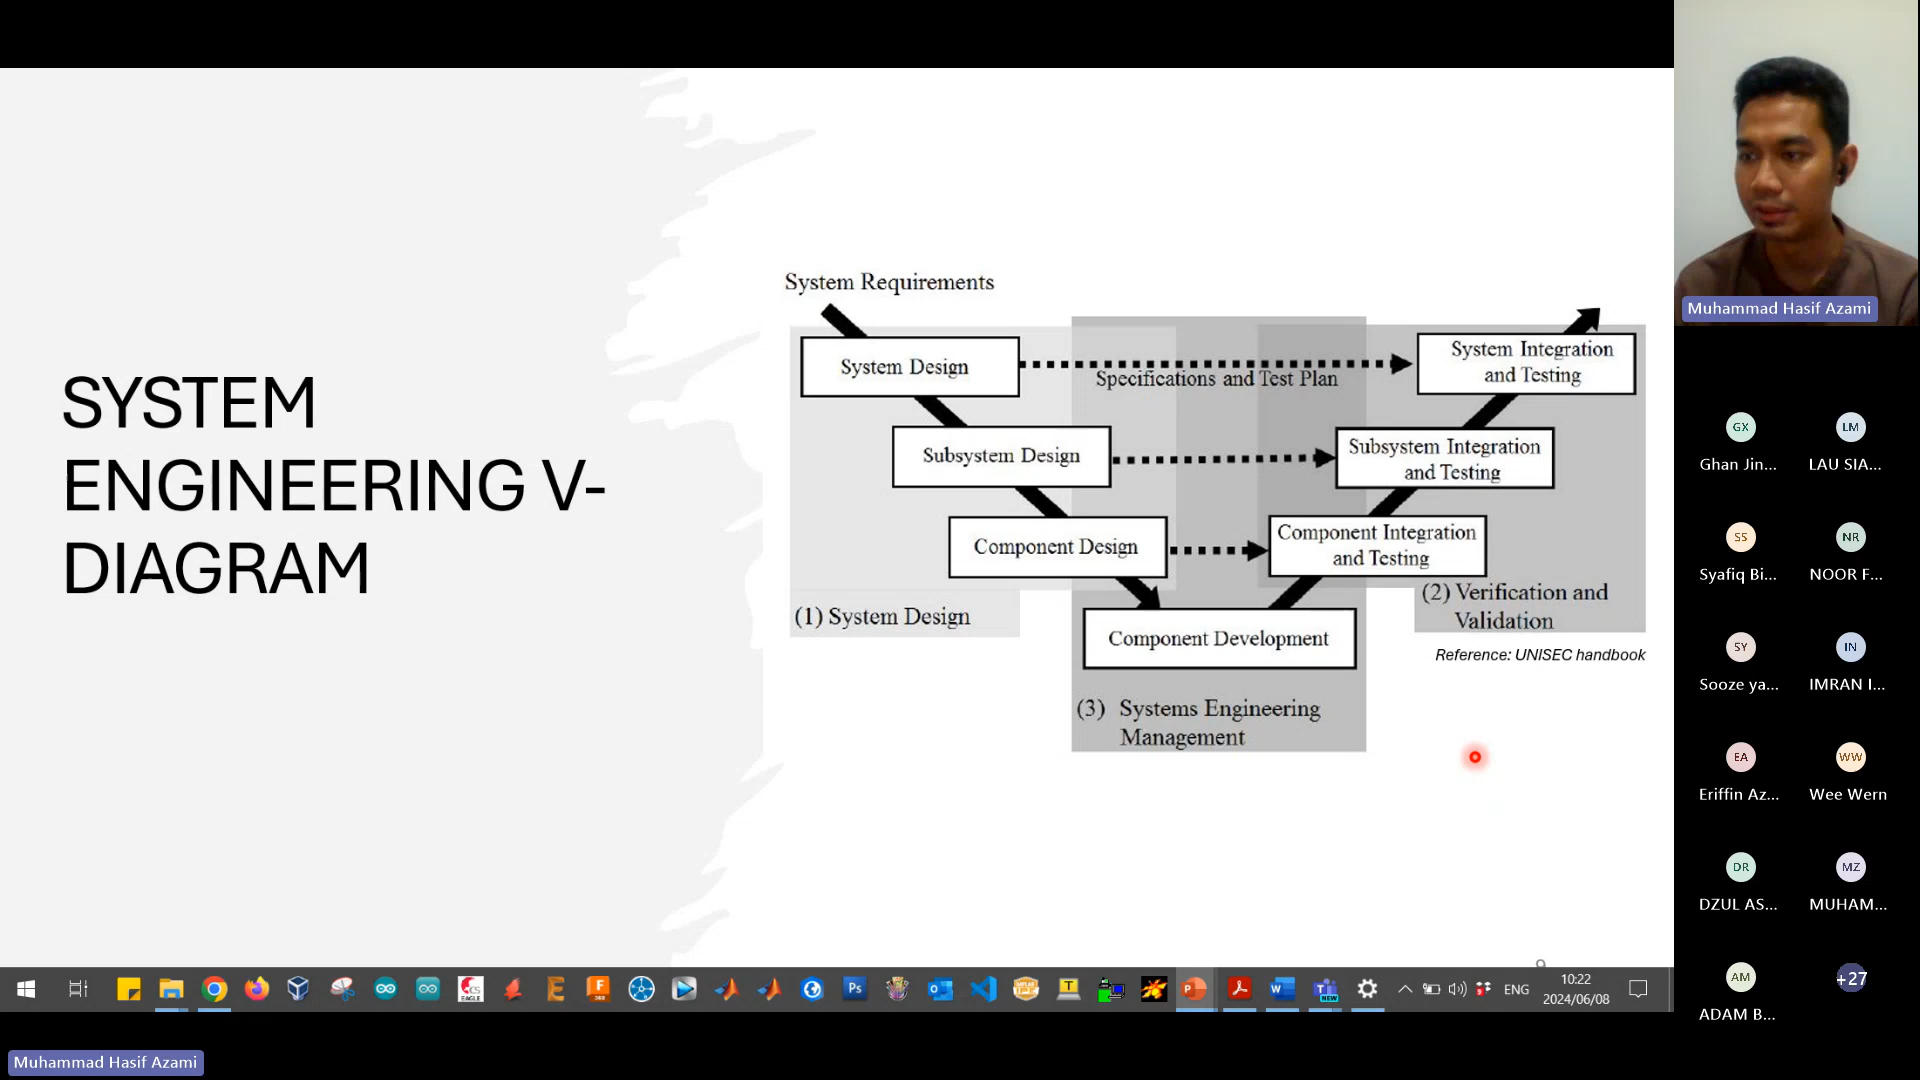 SYSTEM
ENGINEERING V-
DIAGRAM
System Requirements
System Design
Specifications and Test Plan
System Integration
and Testing
Subsystem Design
Subsystem Integration
and Testing
Component Design
Component Integration
and Testing
(1) System Design
(2) Verification and
Validation
Component Development
Reference: UNISEC handbook
(3) Systems Engineering
Management
9
Muhammad Hasif Azami
GX
LM
Ghan Jin...
LAU SIA...
SS
NR
Syafiq Bi...
NOOR F...
SY
IN
Sooze ya...
IMRAN I...
EA
WW
Eriffin Az...
Wee Wern
DR
MZ
DZUL AS...
MUHAM...
AM
+27
ADAM B...
ENG
10:22
2024/06/08
Muhammad Hasif Azami